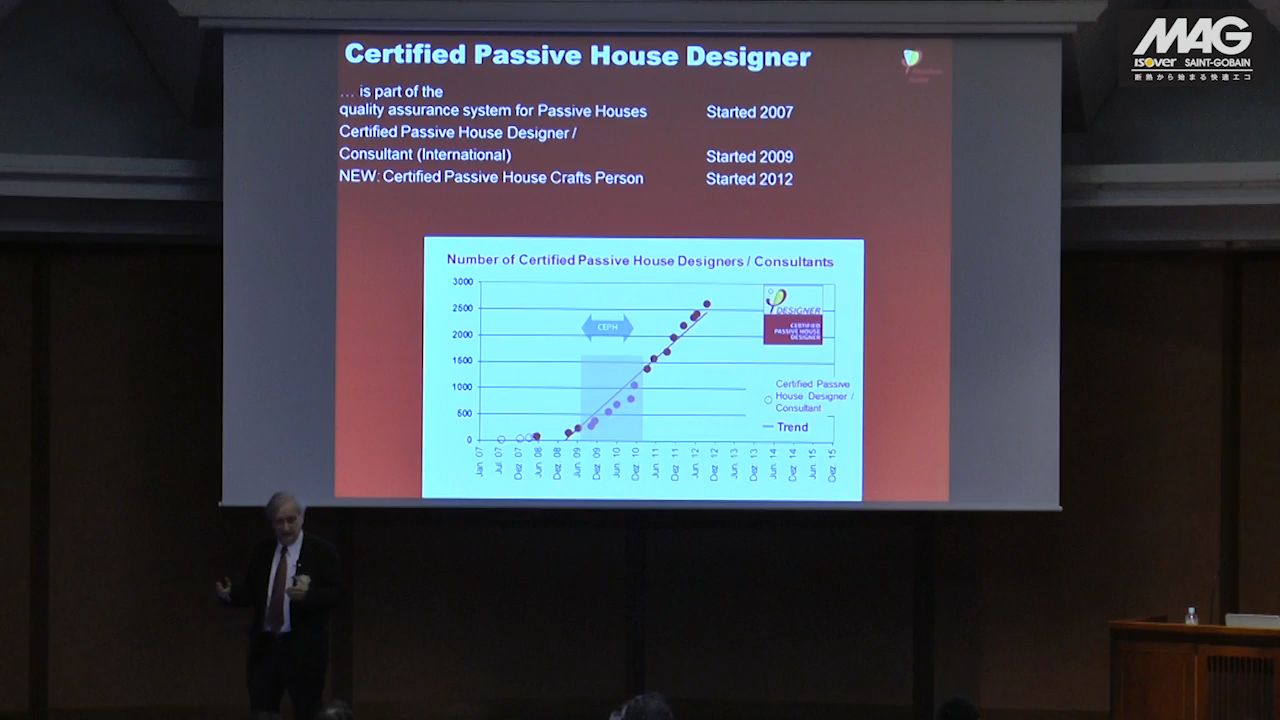 MAG
isover SAINT-GOBAIN
断熱から始まる快適エコ
Certified Passive House Designer
… is part of the
quality assurance system for Passive Houses Started 2007
Certified Passive House Designer /
Consultant (International) Started 2009
NEW: Certified Passive House Crafts Person Started 2012
Number of Certified Passive House Designers / Consultants
3000
2500
2000
1500
1000
500
0
CEPH
DESIGNER
CERTIFIED
PASSIVE HOUSE
DESIGNER
Certified Passive
House Designer /
Consultant
Trend
Jan 07
Jul 07
Dez 07
Jun 08
Dez 08
Jun 09
Dez 09
Jun 10
Dez 10
Jun 11
Dez 11
Jun 12
Dez 12
Jun 13
Dez 13
Jun 14
Dez 14
Jun 15
Dez 15